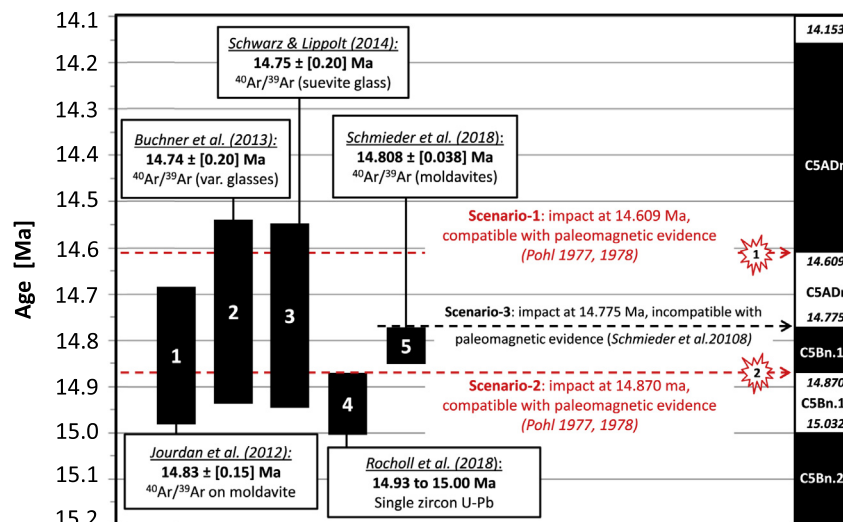 Age [Ma]
14.1
14.2
14.3
14.4
14.5
14.6
14.7
14.8
14.9
15.0
15.1
15.2
Schwarz & Lippolt (2014):
14.75 ± [0.20] Ma
⁴⁰Ar/³⁹Ar (suevite glass)
Buchner et al. (2013):
14.74 ± [0.20] Ma
⁴⁰Ar/³⁹Ar (var. glasses)
Schmieder et al. (2018):
14.808 ± [0.038] Ma
⁴⁰Ar/³⁹Ar (moldavites)
Scenario-1: impact at 14.609 Ma,
compatible with paleomagnetic evidence
(Pohl 1977, 1978)
1
Scenario-3: impact at 14.775 Ma, incompatible with
paleomagnetic evidence (Schmieder et al.20108)
Scenario-2: impact at 14.870 ma,
compatible with paleomagnetic evidence
(Pohl 1977, 1978)
2
1
2
3
4
5
Jourdan et al. (2012):
14.83 ± [0.15] Ma
⁴⁰Ar/³⁹Ar on moldavite
Rocholl et al. (2018):
14.93 to 15.00 Ma
Single zircon U-Pb
14.153
C5ADr
14.609
C5ADr
14.775
C5Bn.1
14.870
C5Bn.1
15.032
C5Bn.2